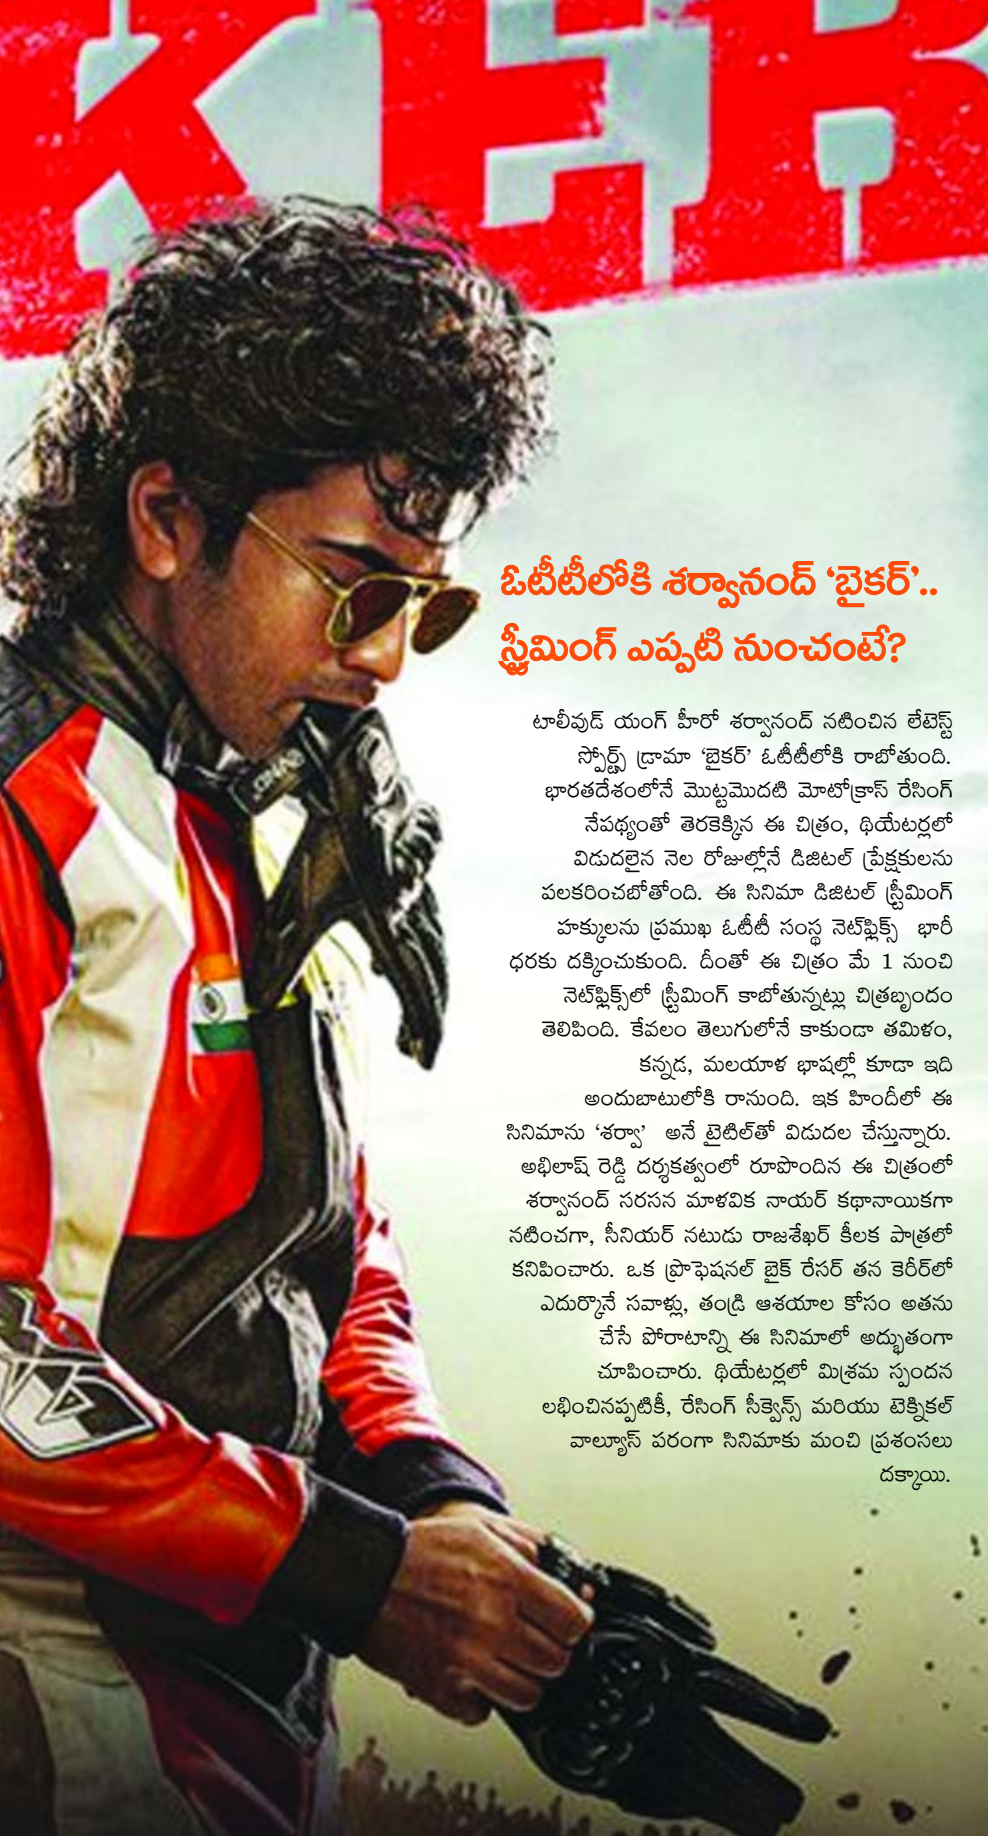 KER
ఓటీటీలోకి శర్వానంద్ ‘బైకర్’..
స్ట్రీమింగ్ ఎప్పటి నుంచంటే?
టాలీవుడ్ యంగ్ హీరో శర్వానంద్ నటించిన లేటెస్ట్
స్పోర్ట్స్ డ్రామా ‘బైకర్’ ఓటీటీలోకి రాబోతుంది.
భారతదేశంలోనే మొట్టమొదటి మోటోక్రాస్ రేసింగ్
నేపథ్యంతో తెరకెక్కిన ఈ చిత్రం, థియేటర్లలో
విడుదలైన నెల రోజుల్లోనే డిజిటల్ ప్రేక్షకులను
పలకరించబోతోంది. ఈ సినిమా డిజిటల్ స్ట్రీమింగ్
హక్కులను ప్రముఖ ఓటీటీ సంస్థ నెట్‌ఫ్లిక్స్ భారీ
ధరకు దక్కించుకుంది. దీంతో ఈ చిత్రం మే 1 నుంచి
నెట్‌ఫ్లిక్స్‌లో స్ట్రీమింగ్ కాబోతున్నట్లు చిత్రబృందం
తెలిపింది. కేవలం తెలుగులోనే కాకుండా తమిళం,
కన్నడ, మలయాళ భాషల్లో కూడా ఇది
అందుబాటులోకి రానుంది. ఇక హిందీలో ఈ
సినిమాను ‘శర్వా’ అనే టైటిల్‌తో విడుదల చేస్తున్నారు.
అభిలాష్ రెడ్డి దర్శకత్వంలో రూపొందిన ఈ చిత్రంలో
శర్వానంద్ సరసన మాళవిక నాయర్ కథానాయికగా
నటించగా, సీనియర్ నటుడు రాజశేఖర్ కీలక పాత్రలో
కనిపించారు. ఒక ప్రొఫెషనల్ బైక్ రేసర్ తన కెరీర్‌లో
ఎదుర్కొనే సవాళ్లు, తండ్రి ఆశయాల కోసం అతను
చేసే పోరాటాన్ని ఈ సినిమాలో అద్భుతంగా
చూపించారు. థియేటర్లలో మిశ్రమ స్పందన
లభించినప్పటికీ, రేసింగ్ సీక్వెన్స్ మరియు టెక్నికల్
వాల్యూస్ పరంగా సినిమాకు మంచి ప్రశంసలు
దక్కాయి.